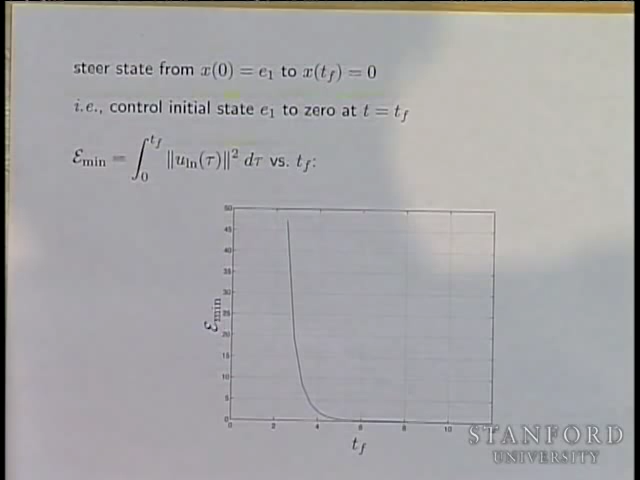 steer state from x(0) = e₁ to x(t_f) = 0
i.e., control initial state e₁ to zero at t = t_f
ℰ_min = ∫₀^{t_f} ‖u_ln(τ)‖² dτ vs. t_f:
50
45
40
35
30
25
20
15
10
5
0
ℰ_min
0 2 4 6 8 10
t_f
STANFORD
UNIVERSITY